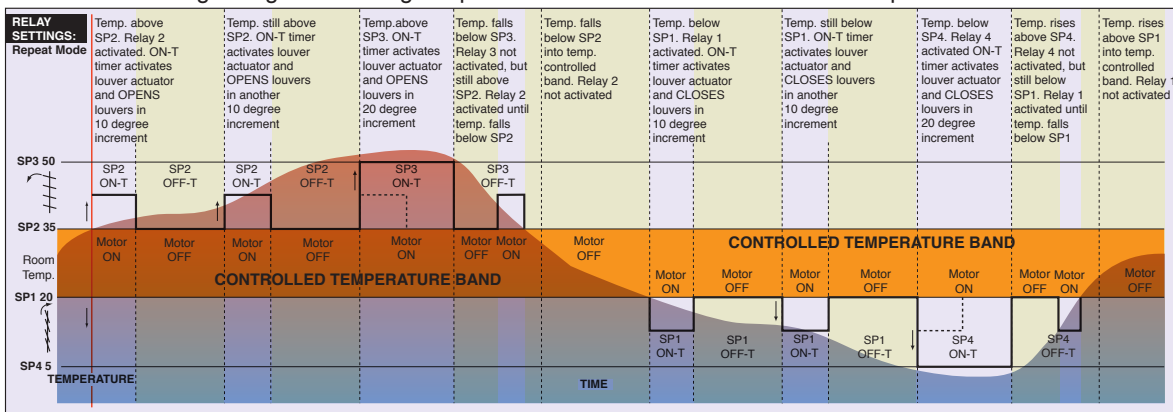 RELAY
SETTINGS:
Repeat Mode
Temp. above
SP2. Relay 2
activated. ON-T
timer activates
louver actuator
and OPENS
louvers in
10 degree
increment
Temp. still above
SP2. ON-T timer
activates louver
actuator and
OPENS louvers
in another
10 degree
increment
Temp.above
SP3. ON-T
timer activates
louver actuator
and OPENS
louvers in
20 degree
increment
Temp. falls
below SP3.
Relay 3 not
activated, but
still above
SP2. Relay 2
activated until
temp. falls
below SP2
Temp. falls
below SP2
into temp.
controlled
band. Relay 2
not activated
Temp. below
SP1. Relay 1
activated. ON-T
timer activates
louver actuator
and CLOSES
louvers in
10 degree
increment
Temp. still below
SP1. ON-T timer
activates louver
actuator and
CLOSES louvers
in another
10 degree
increment
Temp. below
SP4. Relay 4
activated ON-T
timer activates
louver actuator
and CLOSES
louvers in
20 degree
increment
Temp. rises
above SP4.
Relay 4 not
activated, but
still below
SP1. Relay 1
activated until
temp. falls
below SP1
Temp. rises
above SP1
into temp.
controlled
band. Relay 1
not activated
SP3 50
SP2
ON-T
SP2
OFF-T
SP2
ON-T
SP2
OFF-T
SP3
ON-T
SP3
OFF-T
SP2 35
Room
Temp.
Motor
ON
Motor
OFF
Motor
ON
Motor
OFF
Motor
ON
Motor
OFF
Motor
ON
Motor
OFF
CONTROLLED TEMPERATURE BAND
CONTROLLED TEMPERATURE BAND
Motor
ON
Motor
OFF
Motor
ON
Motor
OFF
Motor
ON
Motor
OFF
Motor
ON
Motor
OFF
SP1 20
SP1
ON-T
SP1
OFF-T
SP1
ON-T
SP1
OFF-T
SP4
ON-T
SP4
OFF-T
SP4 5
TEMPERATURE
TIME